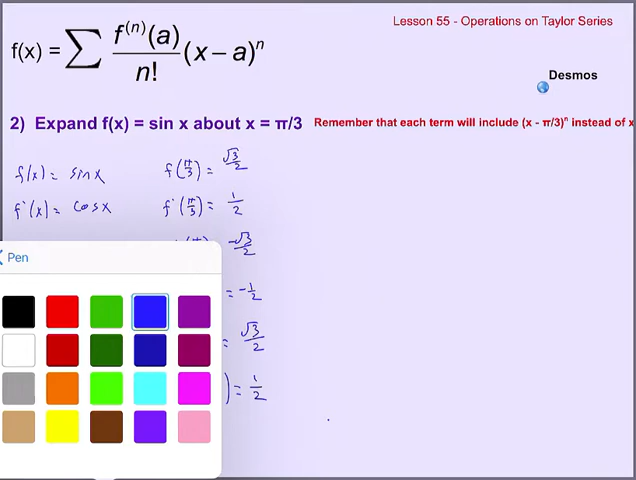 Lesson 55 - Operations on Taylor Series
f(x) = ∑ f⁽ⁿ⁾(a)/n! (x – a)ⁿ
Desmos
2) Expand f(x) = sin x about x = π/3
Remember that each term will include (x - π/3)ⁿ instead of x
f(x) = sin x f(π/3) = √3/2
f'(x) = cos x f'(π/3) = 1/2
-√3/2
Pen
= -1/2
= √3/2
) = 1/2